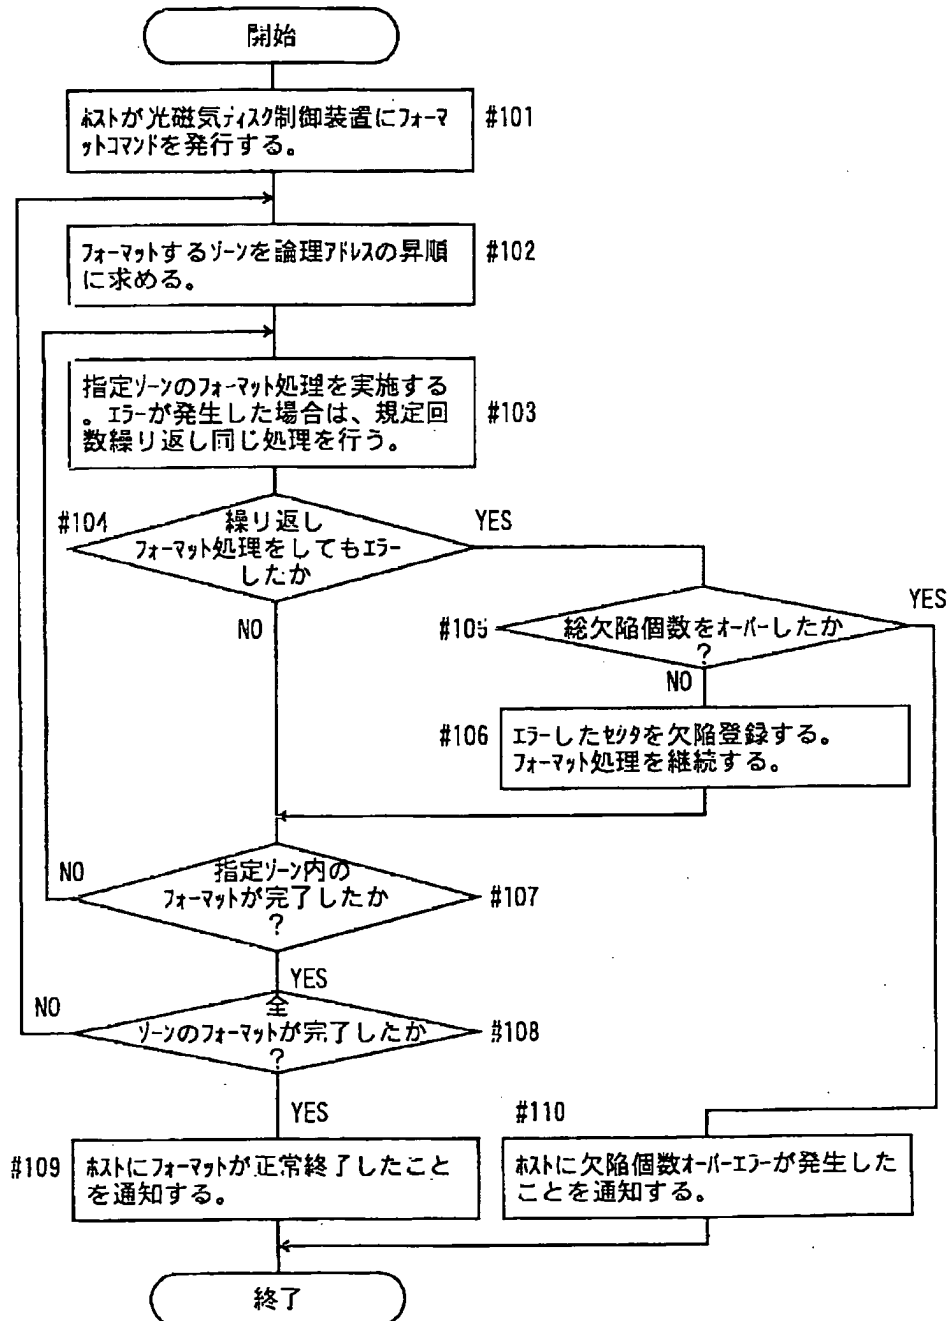 開始
ホストが光磁気ディスク制御装置にフォーマ
ットコマンドを発行する。
#101
フォーマットするゾーンを論理アドレスの昇順
に求める。
#102
指定ゾーンのフォーマット処理を実施する
。エラーが発生した場合は、規定回
数繰り返し同じ処理を行う。
#103
#104
繰り返し
フォーマット処理をしてもエラー
したか
YES
NO
#105
総欠陥個数をオーバーしたか
?
YES
NO
#106
エラーしたセクタを欠陥登録する。
フォーマット処理を継続する。
NO
指定ゾーン内の
フォーマットが完了したか
?
#107
YES
NO
全
ゾーンのフォーマットが完了したか
?
#108
YES
#110
#109
ホストにフォーマットが正常終了したこと
を通知する。
ホストに欠陥個数オーバーエラーが発生した
ことを通知する。
終了